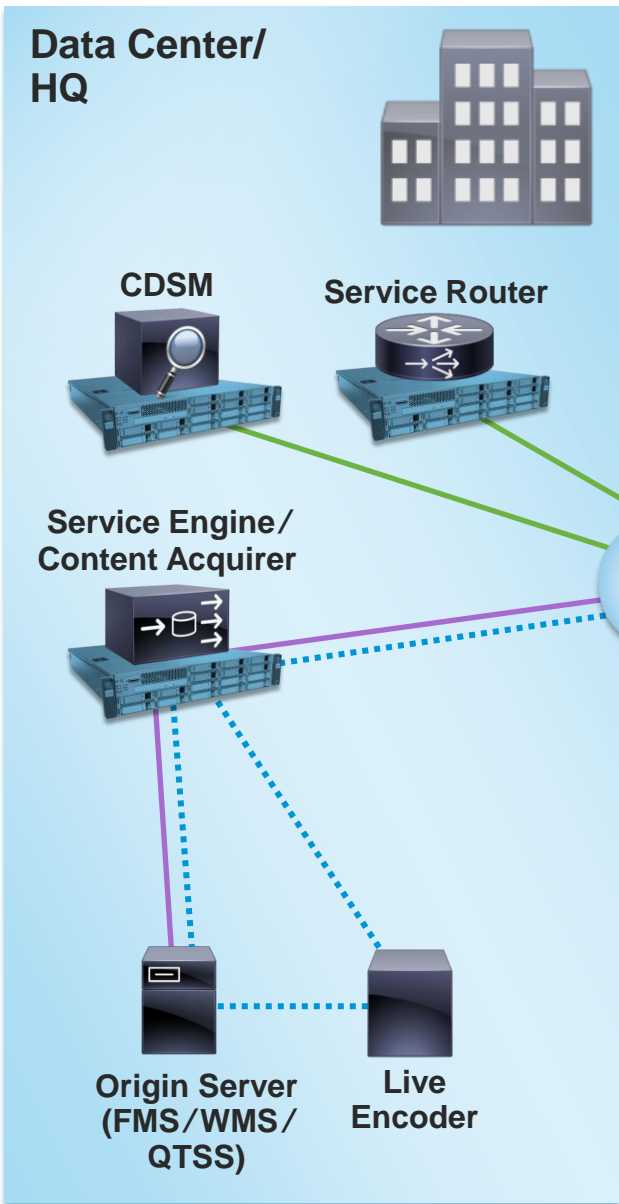 Data Center/
HQ
CDSM
Service Router
Service Engine/
Content Acquirer
Origin Server
(FMS/WMS/
QTSS)
Live
Encoder